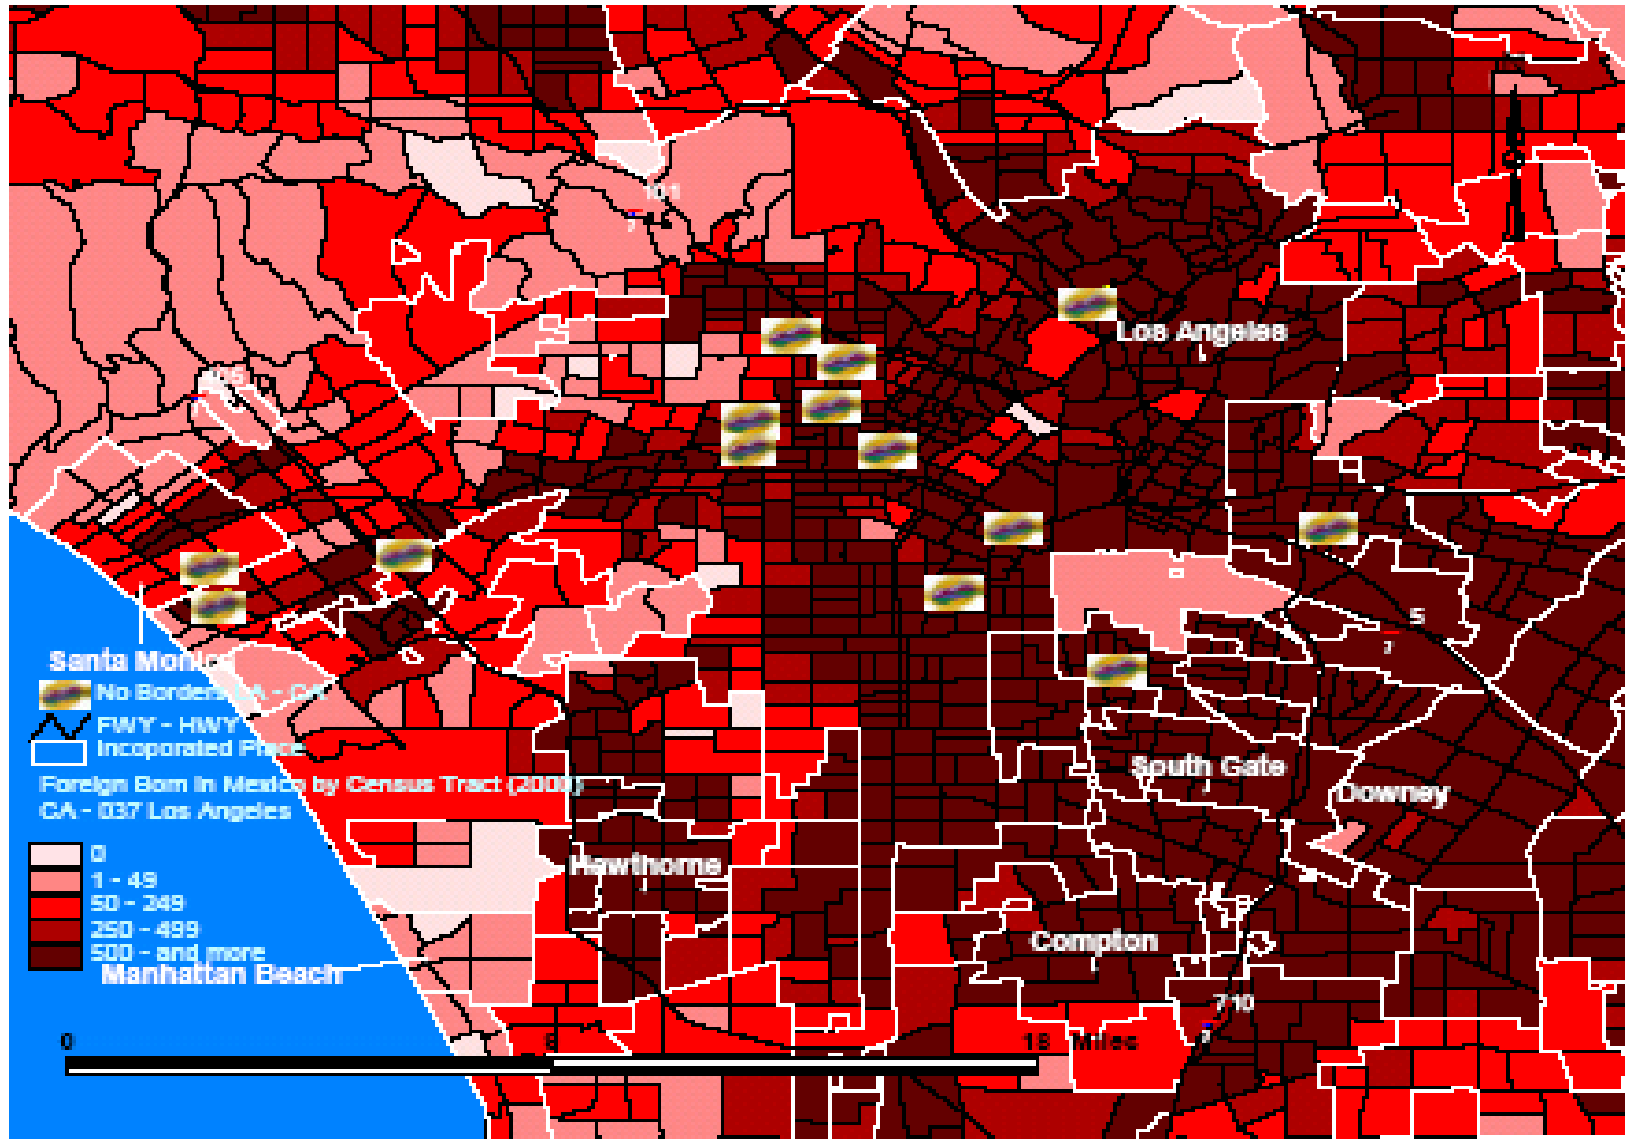 101
405
Los Angeles
5
Santa Monica
No Borders LA - CA
FWY - HWY
Incoporated Place
South Gate
Foreign Born in Mexico by Census Tract (2000)
CA - 037 Los Angeles
Downey
0
Hawthorne
1 - 49
50 - 249
250 - 499
500 - and more
Compton
Manhattan Beach
710
0
18 Miles